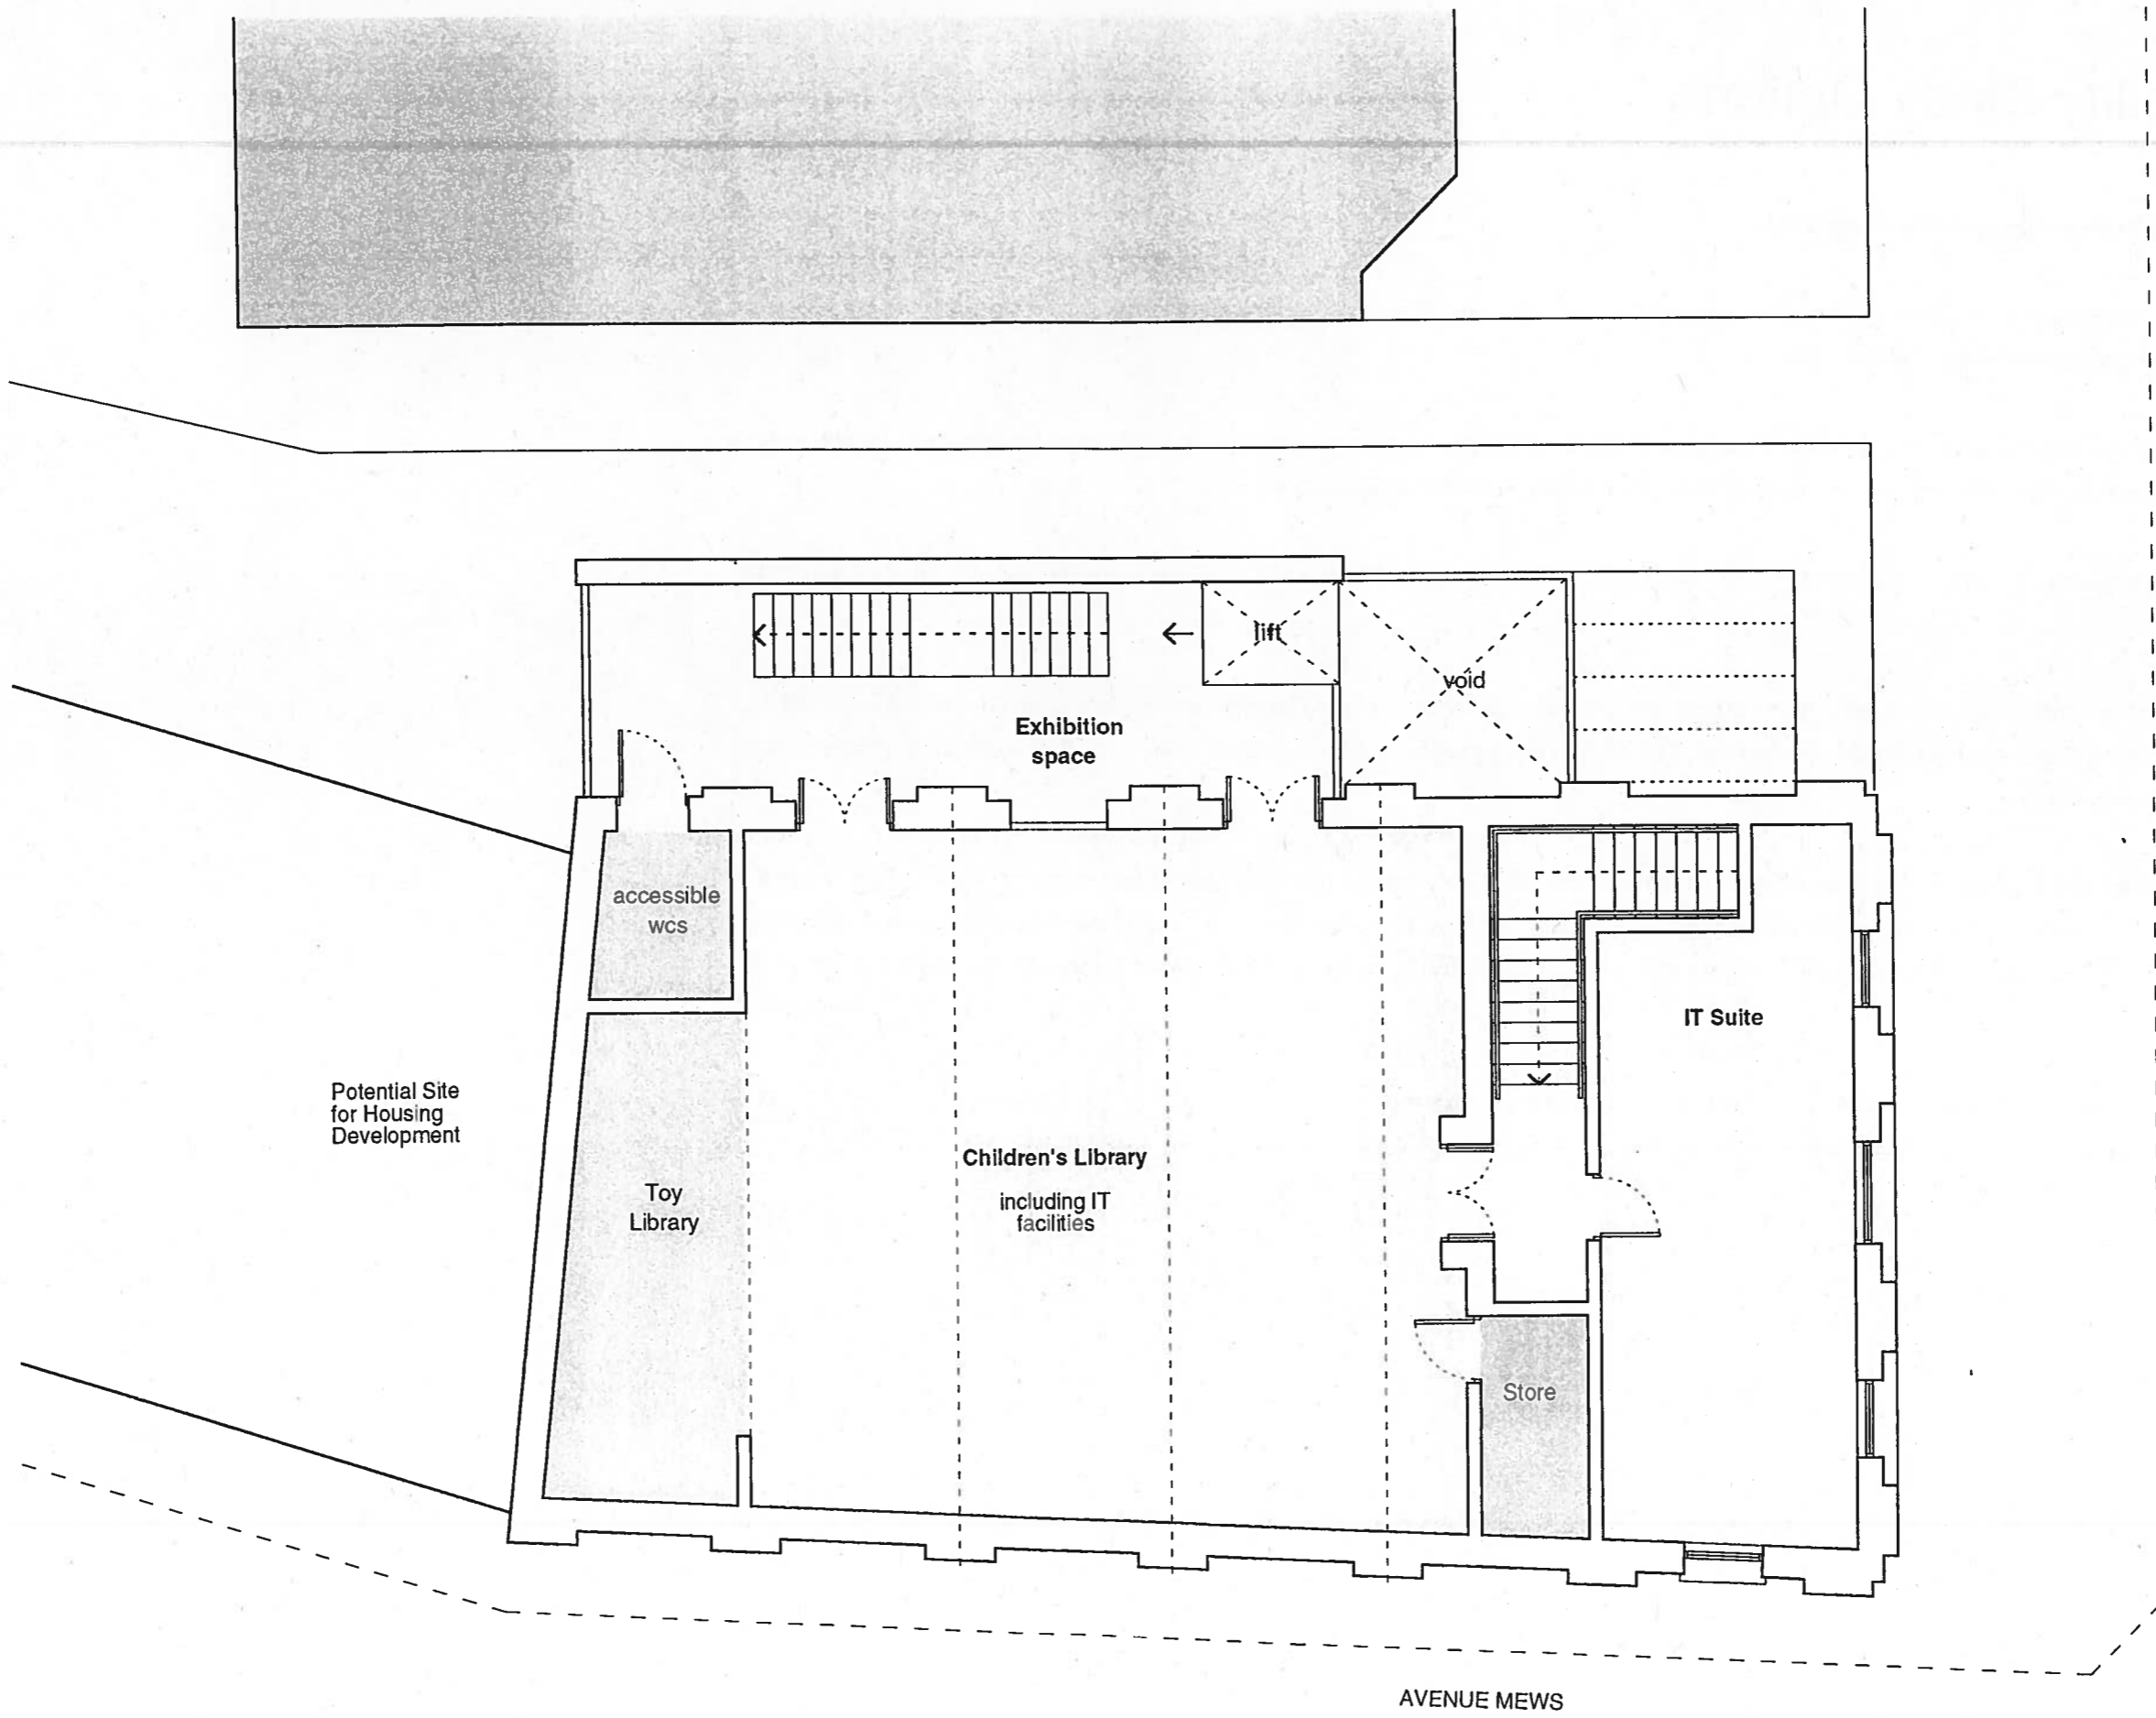 lift
void
Exhibition
space
accessible
wcs
IT Suite
Potential Site
for Housing
Development
Children's Library
including IT
facilities
Toy
Library
Store
AVENUE MEWS